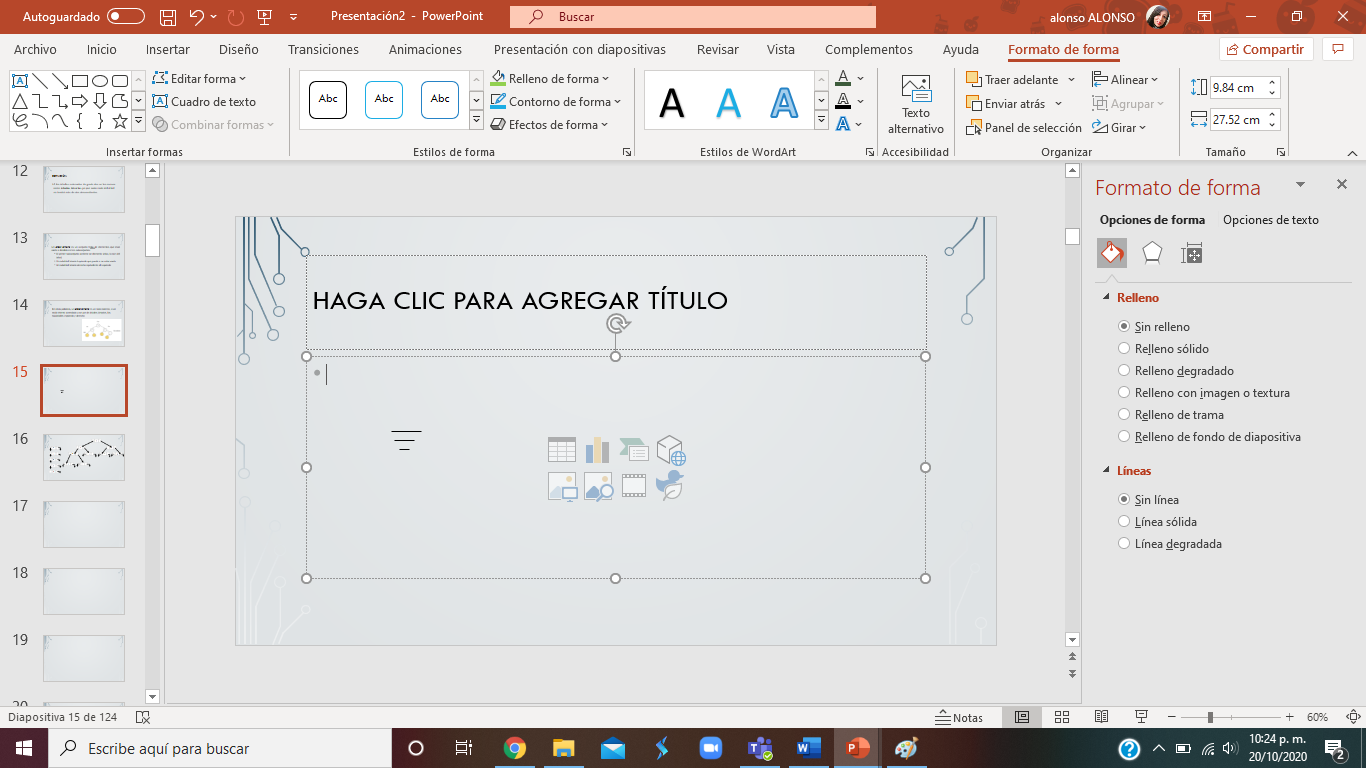 Autoguardado
Presentación2 - PowerPoint
Buscar
alonso ALONSO
Archivo Inicio Insertar Diseño Transiciones Animaciones Presentación con diapositivas Revisar Vista Complementos Ayuda Formato de forma
Compartir
Editar forma
Cuadro de texto
Combinar formas
Insertar formas
Abc Abc Abc
Relleno de forma
Contorno de forma
Efectos de forma
Estilos de forma
A A A
Estilos de WordArt
Texto
alternativo
Accesibilidad
Traer adelante
Enviar atrás
Panel de selección
Alinear
Agrupar
Girar
Organizar
9.84 cm
27.52 cm
Tamaño
12
13
14
15
16
17
18
19
HAGA CLIC PARA AGREGAR TÍTULO
Formato de forma
Opciones de forma Opciones de texto
Relleno
Sin relleno
Relleno sólido
Relleno degradado
Relleno con imagen o textura
Relleno de trama
Relleno de fondo de diapositiva
Líneas
Sin línea
Línea sólida
Línea degradada
Diapositiva 15 de 124
Notas
60%
Escribe aquí para buscar
10:24 p. m.
20/10/2020
2